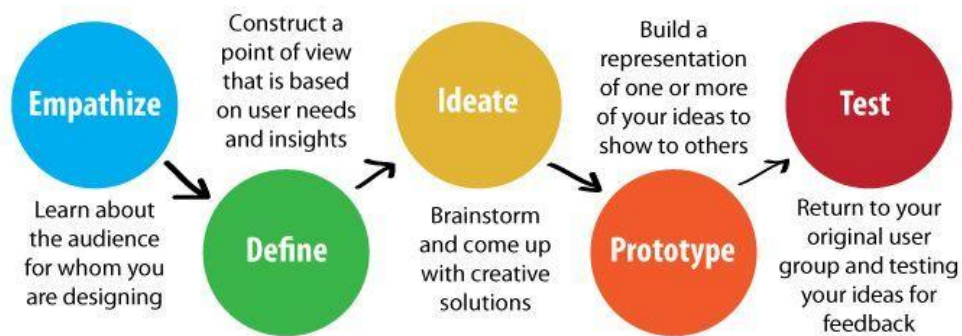 Empathize
Learn about
the audience
for whom you
are designing
Construct a
point of view
that is based
on user needs
and insights
Define
Ideate
Brainstorm
and come up
with creative
solutions
Build a
representation
of one or more
of your ideas to
show to others
Prototype
Test
Return to your
original user
group and testing
your ideas for
feedback